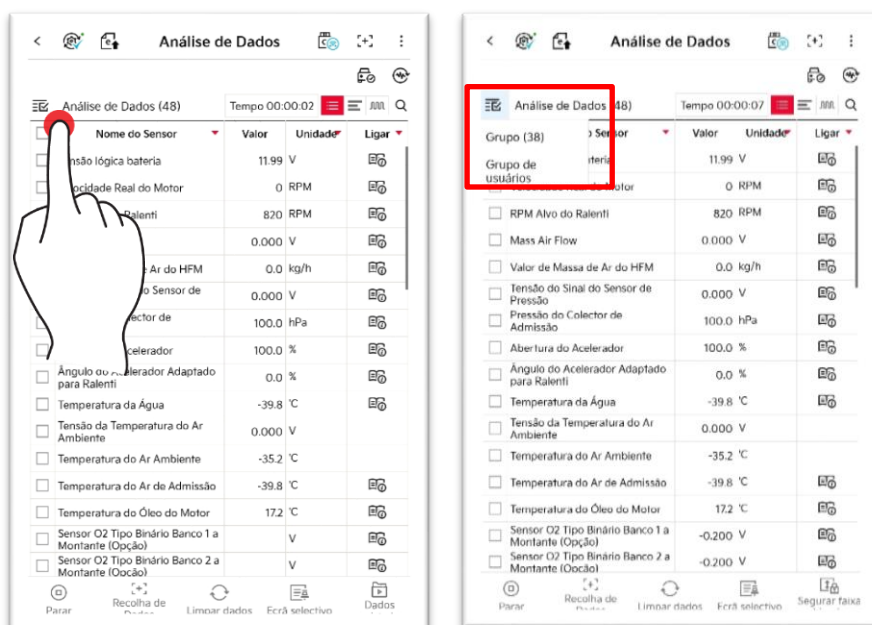 Análise de Dados
Análise de Dados (48) Tempo 00:00:02
Nome do Sensor Valor Unidade Ligar
lógica bateria 11.99 V
Real do Motor 0 RPM
Ralenti 820 RPM
0.000 V
Ar do HFM 0.0 kg/h
Sensor de
0.000 V
de
100.0 hPa
100.0 %
Ângulo do Adaptado
para Ralenti
0.0 %
Temperatura da Água -39.8 °C
Tensão da Temperatura do Ar
Ambiente
0.000 V
Temperatura do Ar Ambiente -35.2 °C
Temperatura do Ar de Admissão -39.8 °C
Temperatura do Óleo do Motor 17.2 °C
Sensor O2 Tipo Binário Banco 1 a
Montante (Opção)
V
Sensor O2 Tipo Binário Banco 2 a
Montante (Opção)
V
Parar
Recolha de
Limpar dados
Ecrã selectivo
Dados
Análise de Dados
Análise de Dados (48) Tempo 00:00:07
Sensor Valor Unidade Ligar
Grupo (38)
Grupo de
usuários
11.99 V
0 RPM
RPM Alvo do Ralenti 820 RPM
Mass Air Flow 0.000 V
Valor de Massa de Ar do HFM 0.0 kg/h
Tensão do Sinal do Sensor de
Pressão
0.000 V
Pressão do Colector de
Admissão
100.0 hPa
Abertura do Acelerador 100.0 %
Ângulo do Acelerador Adaptado
para Ralenti
0.0 %
Temperatura da Água -39.8 °C
Tensão da Temperatura do Ar
Ambiente
0.000 V
Temperatura do Ar Ambiente -35.2 °C
Temperatura do Ar de Admissão -39.8 °C
Temperatura do Óleo do Motor 17.2 °C
Sensor O2 Tipo Binário Banco 1 a
Montante (Opção)
-0.200 V
Sensor O2 Tipo Binário Banco 2 a
Montante (Opção)
-0.200 V
Parar
Recolha de
Limpar dados
Ecrã selectivo
Segurar faixa